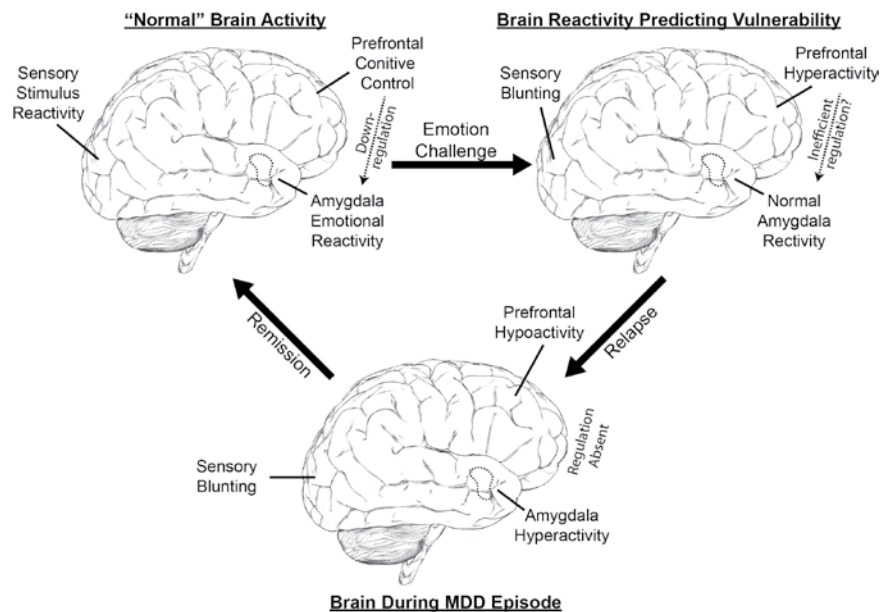 “Normal” Brain Activity
Sensory
Stimulus
Reactivity
Prefrontal
Conitive
Control
Down-
regulation
Amygdala
Emotional
Reactivity
Emotion
Challenge
Brain Reactivity Predicting Vulnerability
Sensory
Blunting
Prefrontal
Hyperactivity
Inefficient
regulation?
Normal
Amygdala
Rectivity
Relapse
Remission
Prefrontal
Hypoactivity
Regulation
Absent
Sensory
Blunting
Amygdala
Hyperactivity
Brain During MDD Episode